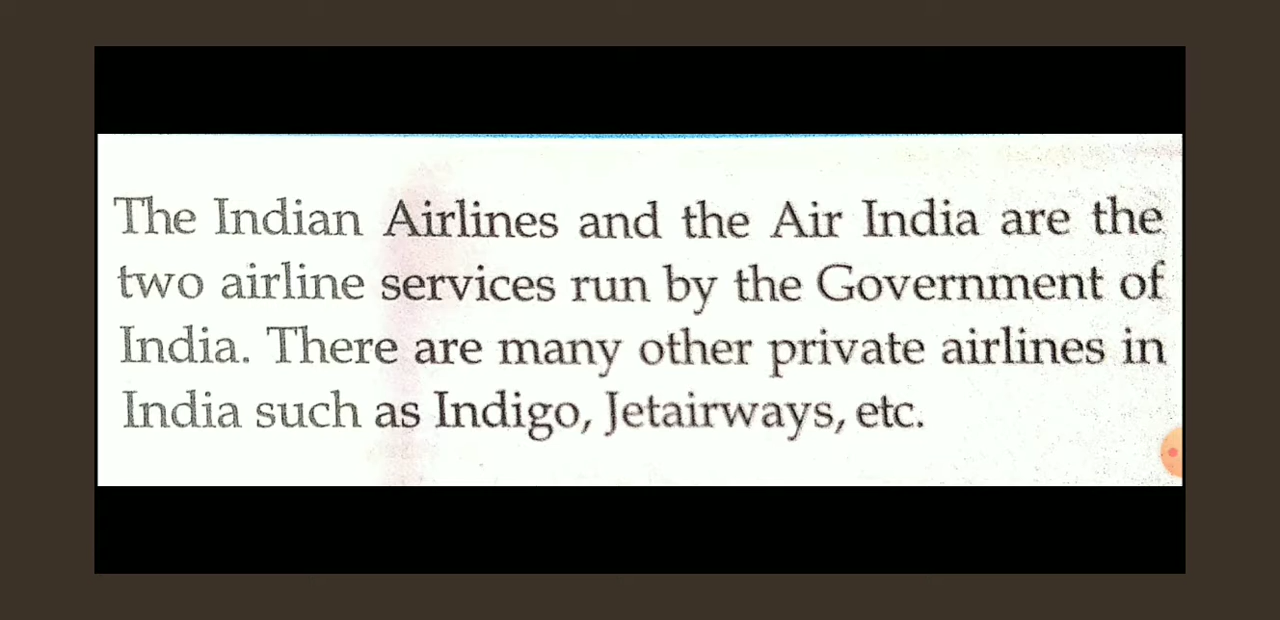 The Indian Airlines and the Air India are the
two airline services run by the Government of
India. There are many other private airlines in
India such as Indigo, Jetairways, etc.